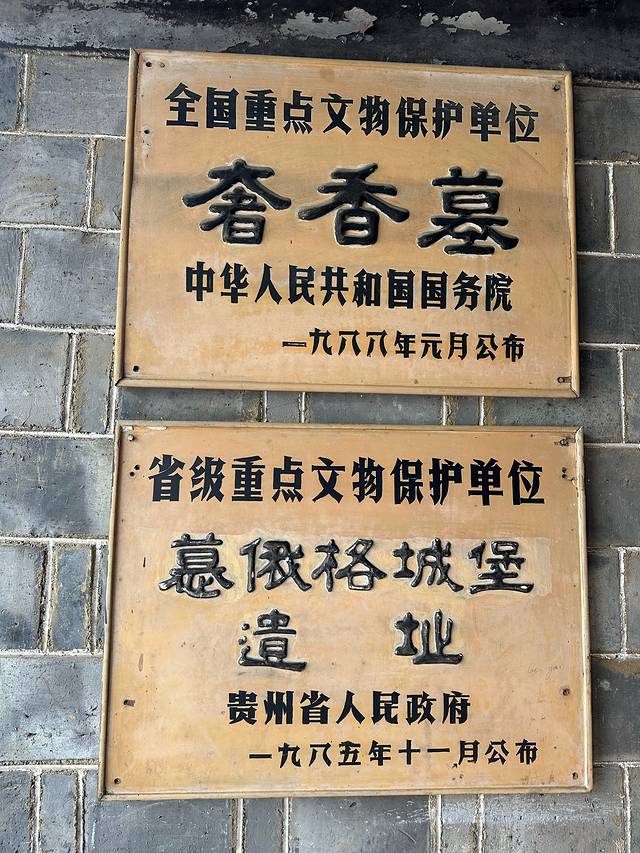 全国重点文物保护单位
奢香墓
中华人民共和国国务院
一九八八年元月公布
省级重点文物保护单位
慕俄格城堡
遗址
贵州省人民政府
一九八五年十一月公布